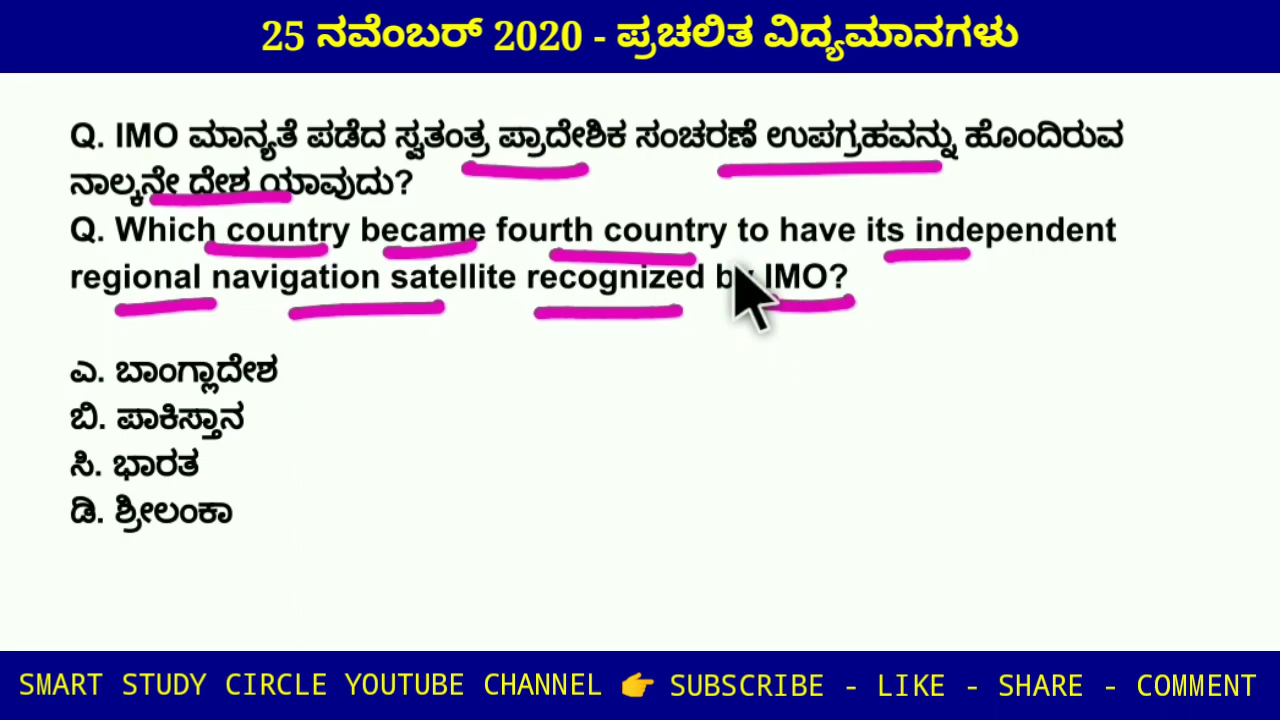 25 ನವೆಂಬರ್ 2020 - ಪ್ರಚಲಿತ ವಿದ್ಯಮಾನಗಳು
Q. IMO ಮಾನ್ಯತೆ ಪಡೆದ ಸ್ವತಂತ್ರ ಪ್ರಾದೇಶಿಕ ಸಂಚರಣೆ ಉಪಗ್ರಹವನ್ನು ಹೊಂದಿರುವ
ನಾಲ್ಕನೇ ದೇಶ ಯಾವುದು?
Q. Which country became fourth country to have its independent
regional navigation satellite recognized by IMO?
ಎ. ಬಾಂಗ್ಲಾದೇಶ
ಬಿ. ಪಾಕಿಸ್ತಾನ
ಸಿ. ಭಾರತ
ಡಿ. ಶ್ರೀಲಂಕಾ
SMART STUDY CIRCLE YOUTUBE CHANNEL 👉 SUBSCRIBE - LIKE - SHARE - COMMENT